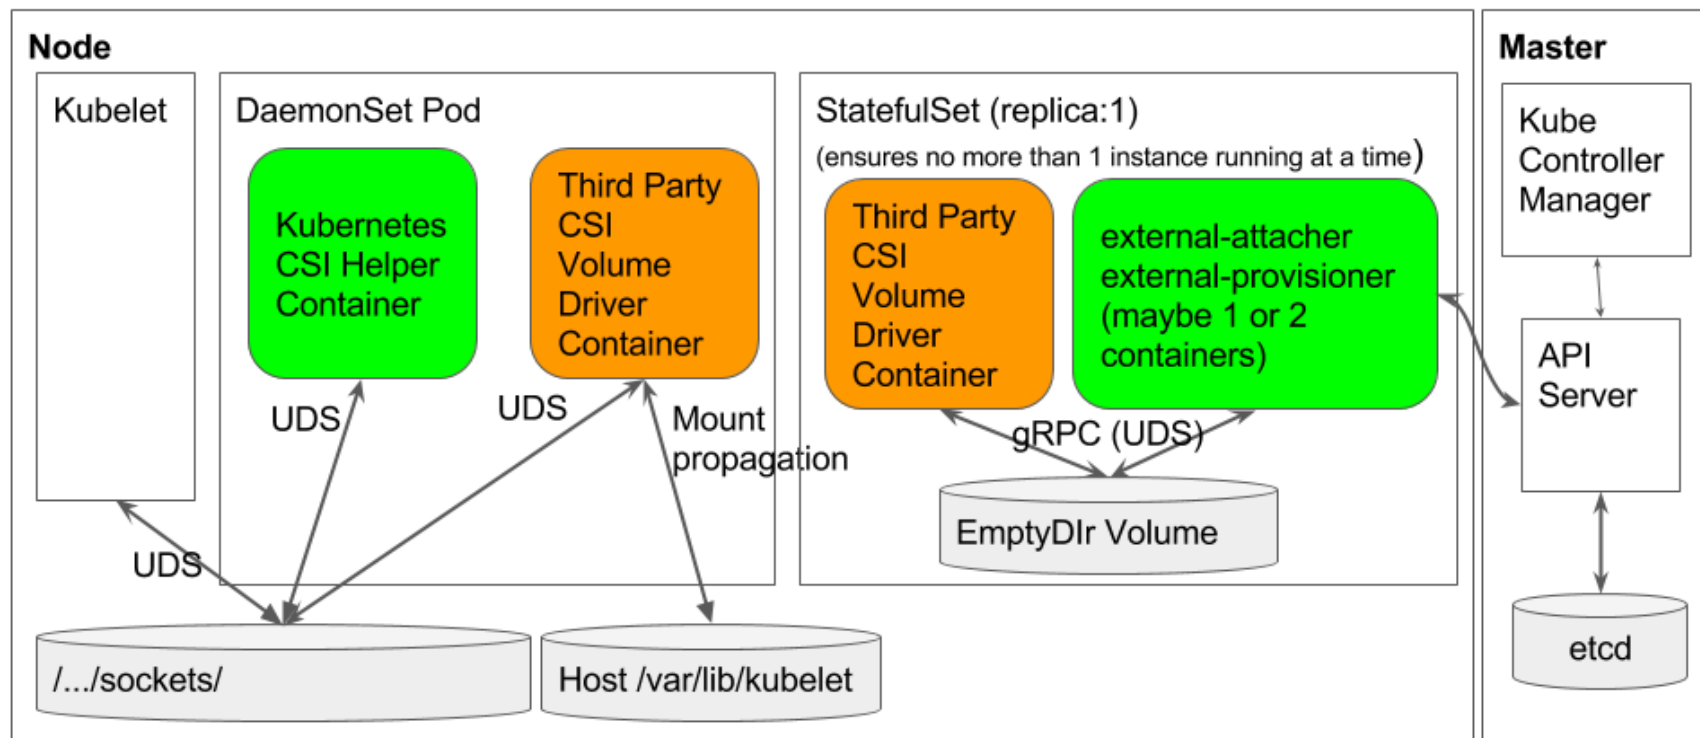 Node
Kubelet
DaemonSet Pod
Kubernetes
CSI Helper
Container
Third Party
CSI
Volume
Driver
Container
UDS
UDS
Mount
propagation
UDS
/.../sockets/
Host /var/lib/kubelet
StatefulSet (replica:1)
(ensures no more than 1 instance running at a time)
Third Party
CSI
Volume
Driver
Container
external-attacher
external-provisioner
(maybe 1 or 2
containers)
gRPC (UDS)
EmptyDIr Volume
Master
Kube
Controller
Manager
API
Server
etcd